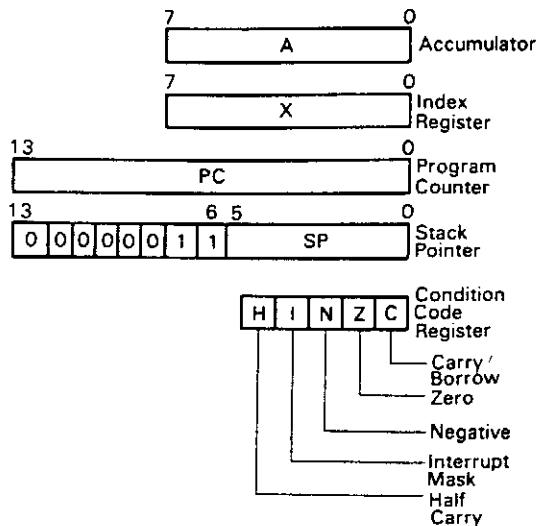 7 0
A Accumulator
7 0
X Index
Register
13 0
PC Program
Counter
13 6 5 0
0 0 0 0 0 0 1 1 SP Stack
Pointer
H I N Z C Condition
Code
Register
Carry/
Borrow
Zero
Negative
Interrupt
Mask
Half
Carry